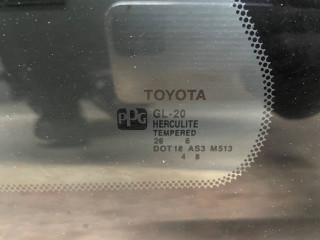 TOYOTA
PPG GL-20
HERCULITE
TEMPERED
26 6
DOT18 AS3 M513
4 8